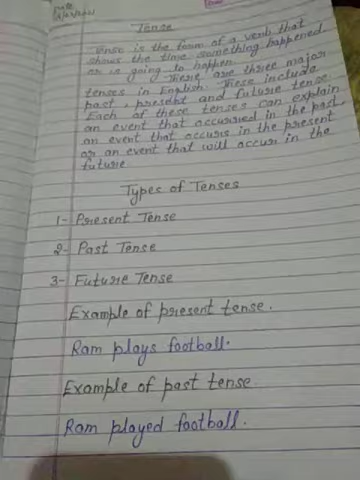 Date
Tense
Tense is the form of a verb that
shows the time something happened
or is going to happen.
There are three major
tenses in English. These include
past, present and future tense.
Each of these tenses can explain
an event that occurred in the past,
an event that occurs in the present
or an event that will occur in the
future
Types of Tenses
1- Present Tense
2- Past Tense
3- Future Tense
Example of present tense.
Ram plays football.
Example of past tense.
Ram played football.